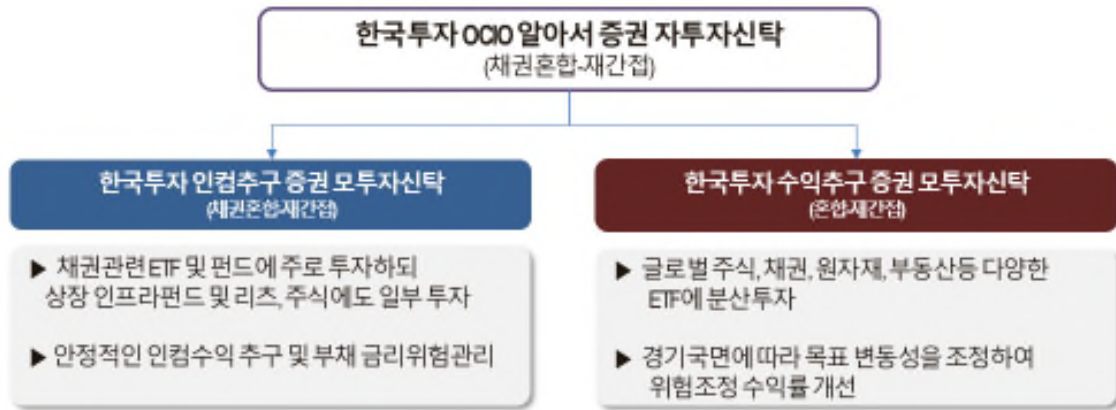 한국투자 OCIO 알아서 증권 자투자신탁
(채권혼합-재간접)
한국투자 인컴추구 증권 모투자신탁
(채권혼합-재간접)
▶ 채권관련 ETF 및 펀드에 주로 투자하되
상장 인프라펀드 및 리츠, 주식에도 일부 투자
▶ 안정적인 인컴수익 추구 및 부채 금리위험관리
한국투자 수익추구 증권 모투자신탁
(혼합-재간접)
▶ 글로벌 주식, 채권, 원자재, 부동산등 다양한
ETF에 분산투자
▶ 경기국면에 따라 목표 변동성을 조정하여
위험조정 수익률 개선